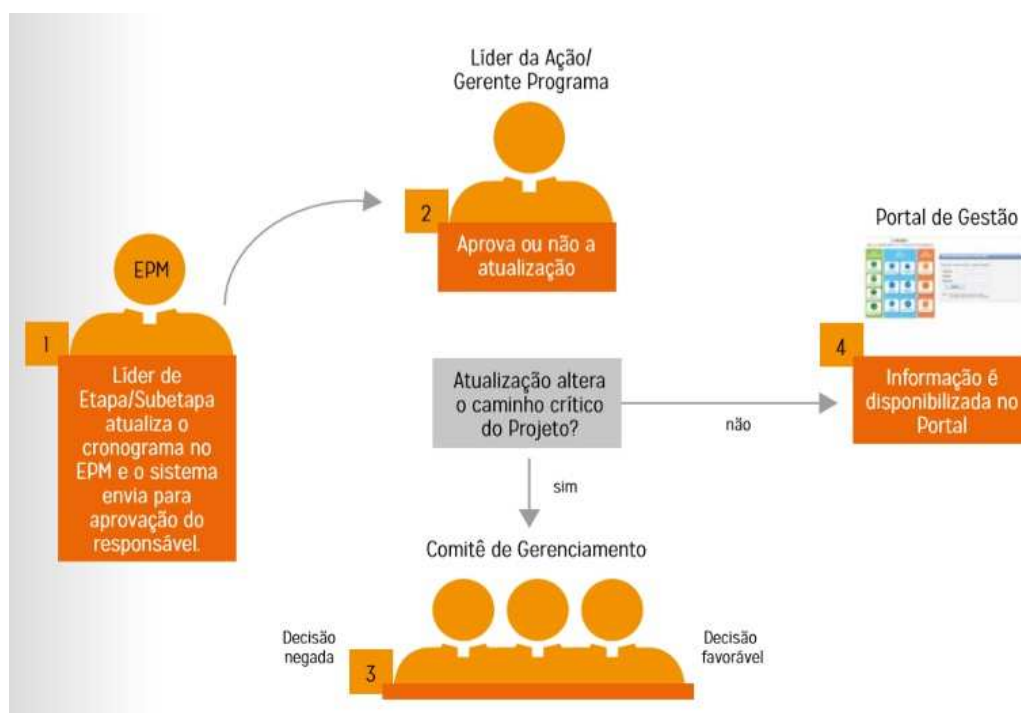 Líder da Ação/
Gerente Programa
2
Aprova ou não a
atualização
EPM
1
Líder de
Etapa/Subetapa
atualiza o
cronograma no
EPM e o sistema
envia para
aprovação do
responsável.
Atualização altera
o caminho crítico
do Projeto?
não
sim
Portal de Gestão
4
Informação é
disponibilizada no
Portal
Comitê de Gerenciamento
Decisão
negada
3
Decisão
favorável